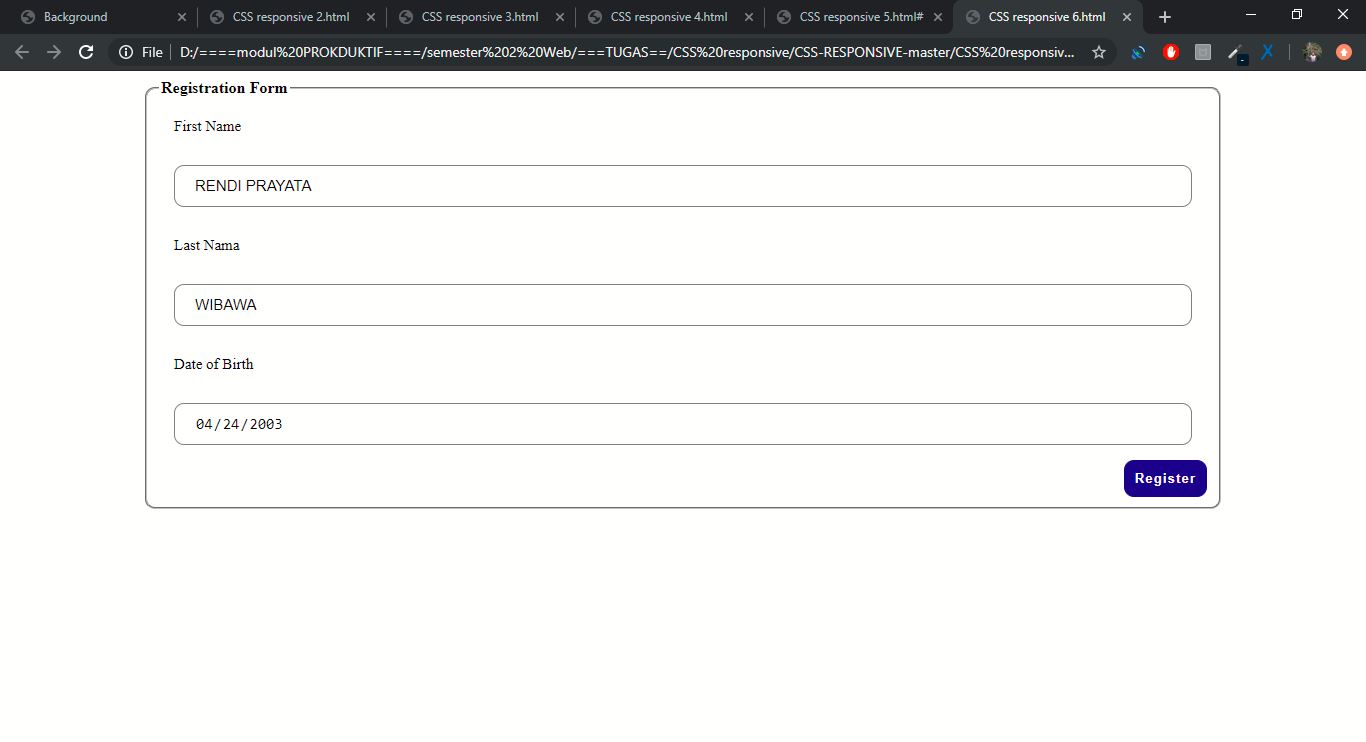 Background CSS responsive 2.html CSS responsive 3.html CSS responsive 4.html CSS responsive 5.html# CSS responsive 6.html
File D:/====modul%20PROKDUKTIF====/semester%202%20Web/===TUGAS==/CSS%20responsive/CSS-RESPONSIVE-master/CSS%20responsiv...
Registration Form
First Name
RENDI PRAYATA
Last Nama
WIBAWA
Date of Birth
04/24/2003
Register